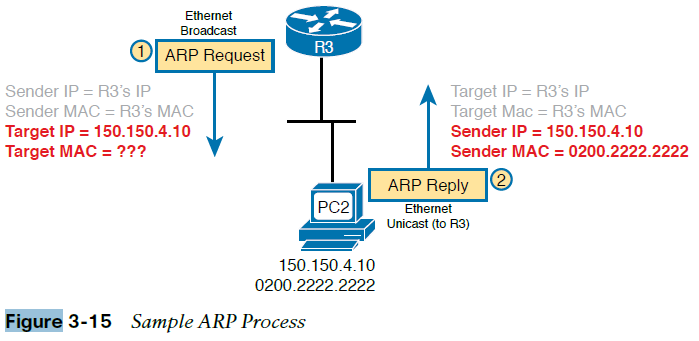 Ethernet
Broadcast
1
ARP Request
R3
Sender IP = R3's IP
Sender MAC = R3's MAC
Target IP = 150.150.4.10
Target MAC = ???
Target IP = R3's IP
Target Mac = R3's MAC
Sender IP = 150.150.4.10
Sender MAC = 0200.2222.2222
ARP Reply
2
Ethernet
Unicast (to R3)
PC2
150.150.4.10
0200.2222.2222
Figure 3-15 Sample ARP Process